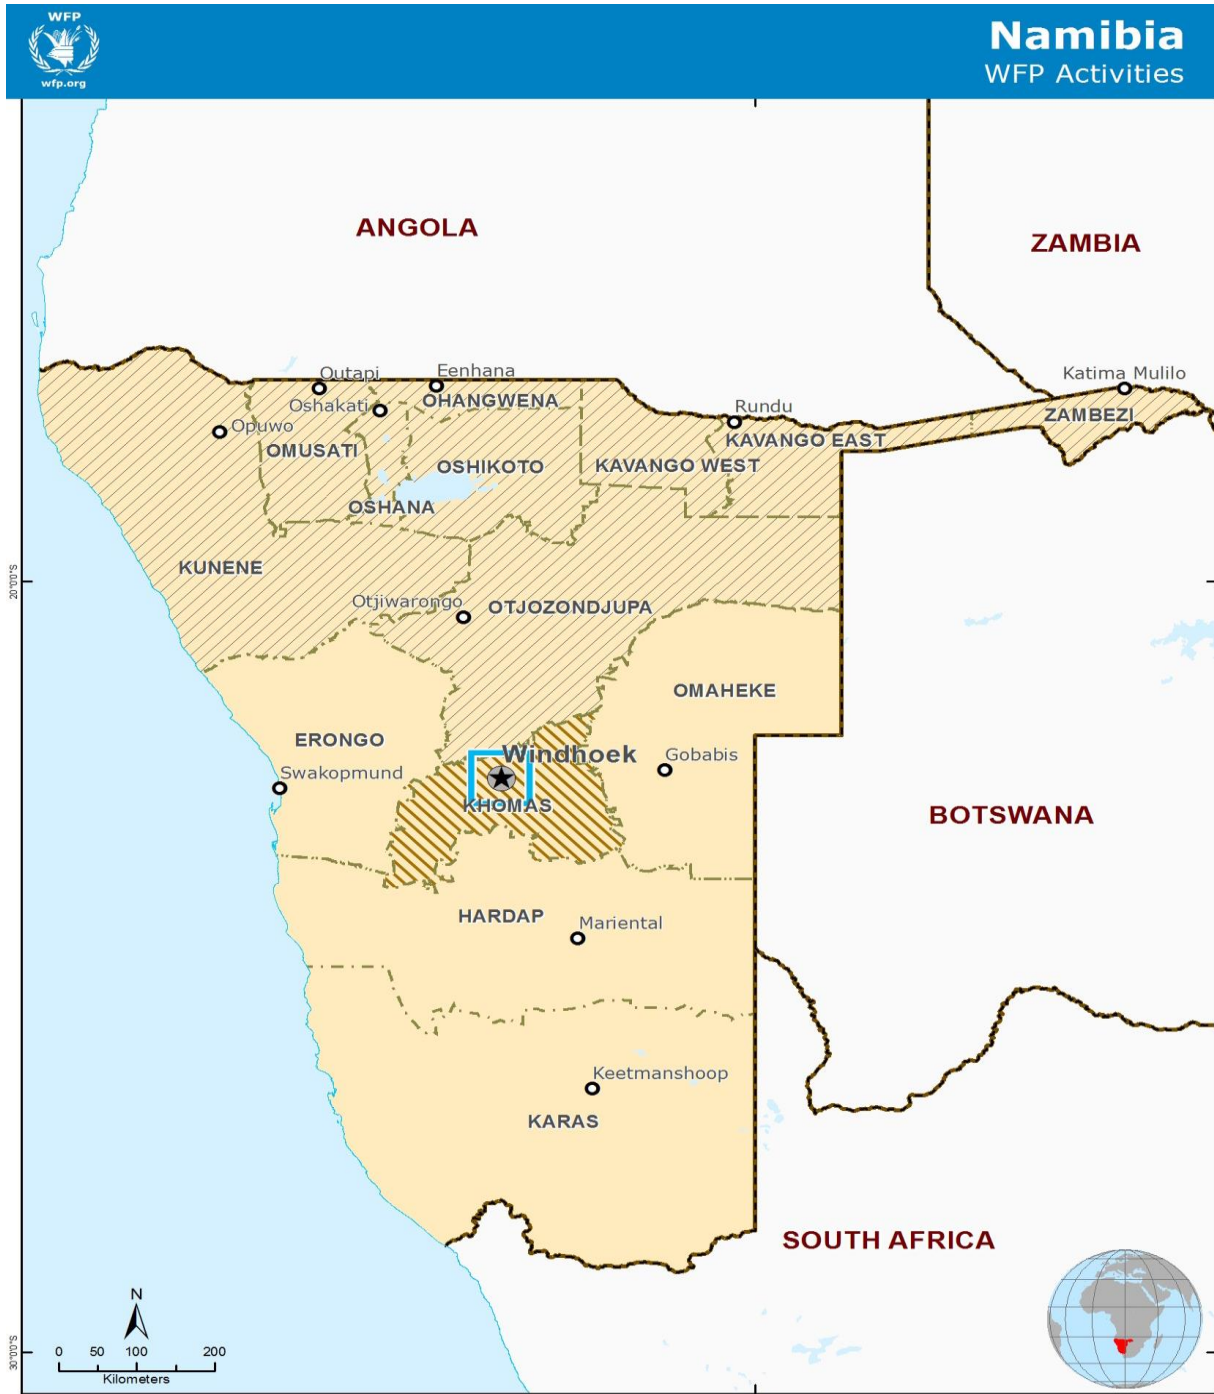 WFP
wfp.org
Namibia
WFP Activities
ANGOLA
ZAMBIA
Outapi
Eenhana
Katima Mulilo
Oshakati
OHANGWENA
Rundu
ZAMBEZI
Opuwo
OMUSATI
KAVANGO EAST
OSHIKOTO
KAVANGO WEST
OSHANA
KUNENE
20°0'0"S
Otjiwarongo
OTJOZONDJUPA
OMAHEKE
ERONGO
Windhoek
Gobabis
Swakopmund
KHOMAS
BOTSWANA
HARDAP
Mariental
Keetmanshoop
KARAS
SOUTH AFRICA
N
30°0'0"S
0 50 100 200
Kilometers